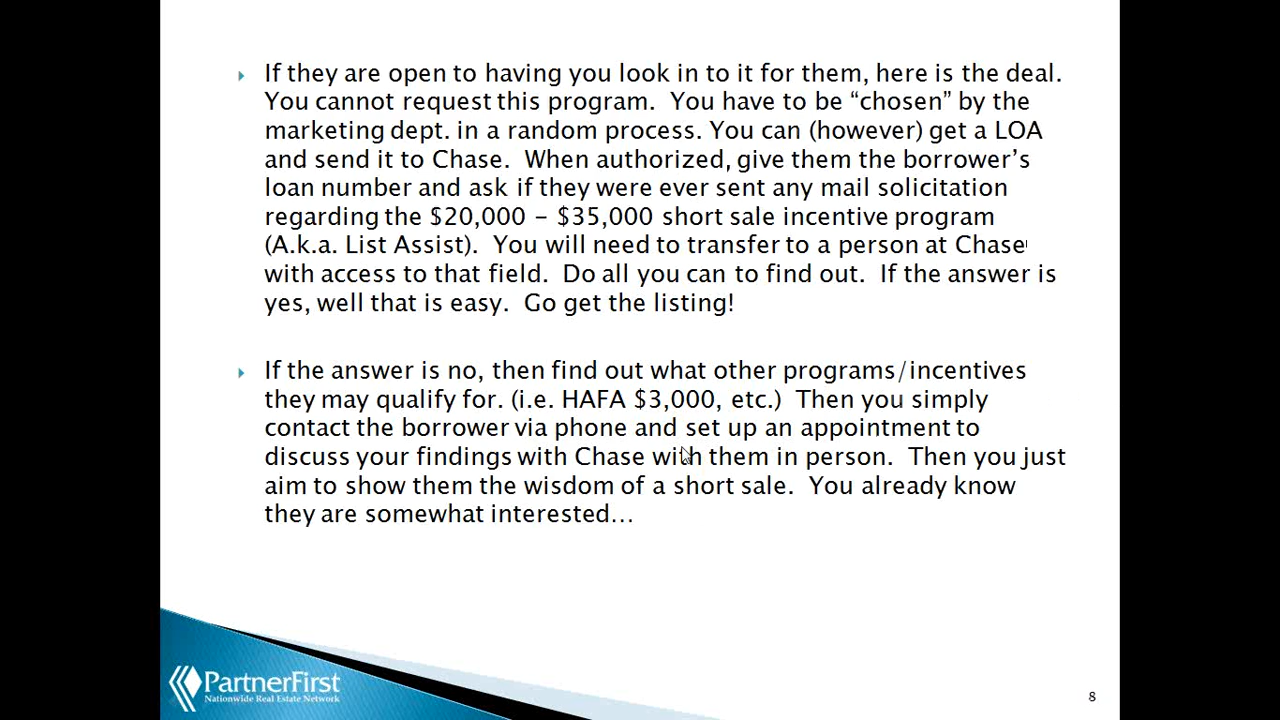 If they are open to having you look in to it for them, here is the deal.
You cannot request this program.  You have to be “chosen” by the
marketing dept. in a random process. You can (however) get a LOA
and send it to Chase.  When authorized, give them the borrower’s
loan number and ask if they were ever sent any mail solicitation
regarding the $20,000 – $35,000 short sale incentive program
(A.k.a. List Assist).  You will need to transfer to a person at Chase
with access to that field.  Do all you can to find out.  If the answer is
yes, well that is easy.  Go get the listing!
If the answer is no, then find out what other programs/incentives
they may qualify for. (i.e. HAFA $3,000, etc.)  Then you simply
contact the borrower via phone and set up an appointment to
discuss your findings with Chase with them in person.  Then you just
aim to show them the wisdom of a short sale.  You already know
they are somewhat interested…
PartnerFirst
Nationwide Real Estate Network
8